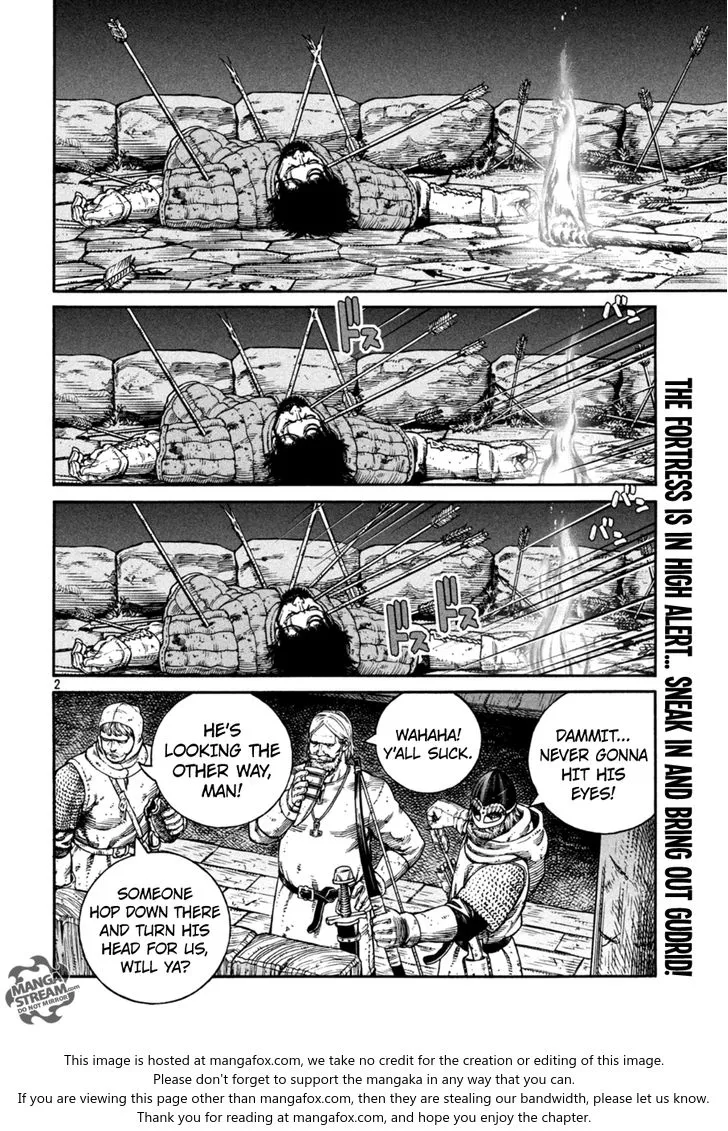 バン
ドス
バン
バン
ドス
ドス
THE FORTRESS IS IN HIGH ALERT... SNEAK IN AND BRING OUT GUDRID!
2
DAMMIT...
NEVER GONNA
HIT HIS
EYES!
WAHAHA!
Y'ALL SUCK.
HE'S
LOOKING THE
OTHER WAY,
MAN!
SOMEONE
HOP DOWN THERE
AND TURN HIS
HEAD FOR US,
WILL YA?
MANGA
STREAM.com
DO NOT MIRROR
This image is hosted at mangafox.com, we take no credit for the creation or editing of this image.
Please don't forget to support the mangaka in any way that you can.
If you are viewing this page other than mangafox.com, then they are stealing our bandwidth, please let us know.
Thank you for reading at mangafox.com, and hope you enjoy the chapter.